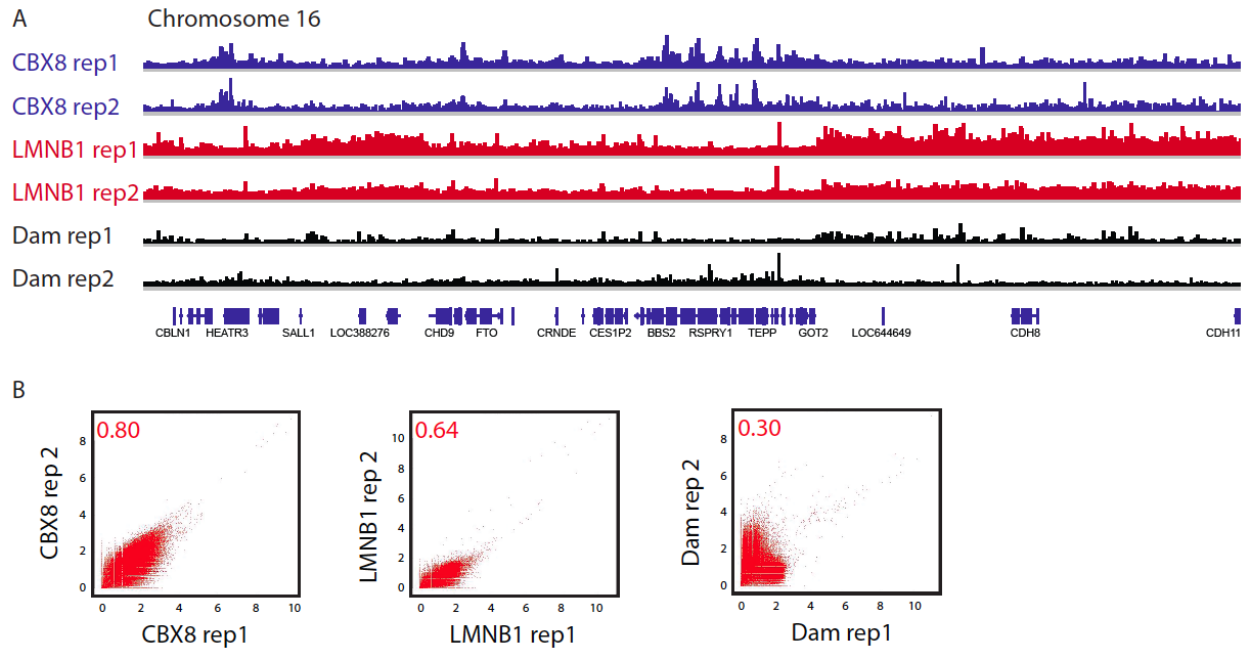 A Chromosome 16
CBX8 rep1
CBX8 rep2
LMNB1 rep1
LMNB1 rep2
Dam rep1
Dam rep2
CBLN1 HEATR3 SALL1 LOC388276 CHD9 FTO CRNDE CES1P2 BBS2 RSPRY1 TEPP GOT2 LOC644649 CDH8 CDH11
B
0.80
CBX8 rep 2
8
6
4
2
0
0 2 4 6 8 10
CBX8 rep1
0.64
LMNB1 rep 2
10
8
6
4
2
0
0 2 4 6 8 10
LMNB1 rep1
0.30
Dam rep 2
8
6
4
2
0
0 2 4 6 8 10
Dam rep1